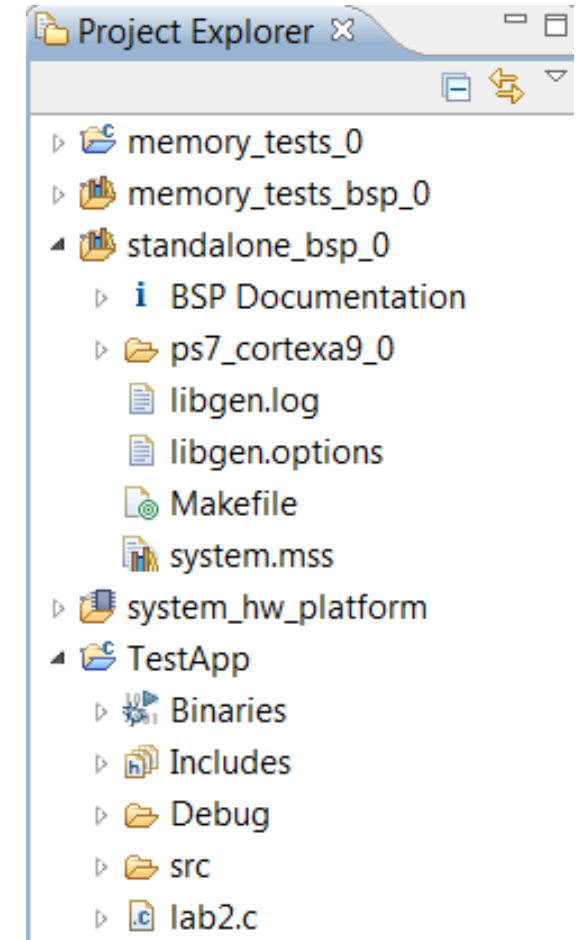 Project Explorer
memory_tests_0
memory_tests_bsp_0
standalone_bsp_0
BSP Documentation
ps7_cortexa9_0
libgen.log
libgen.options
Makefile
system.mss
system_hw_platform
TestApp
Binaries
Includes
Debug
src
lab2.c